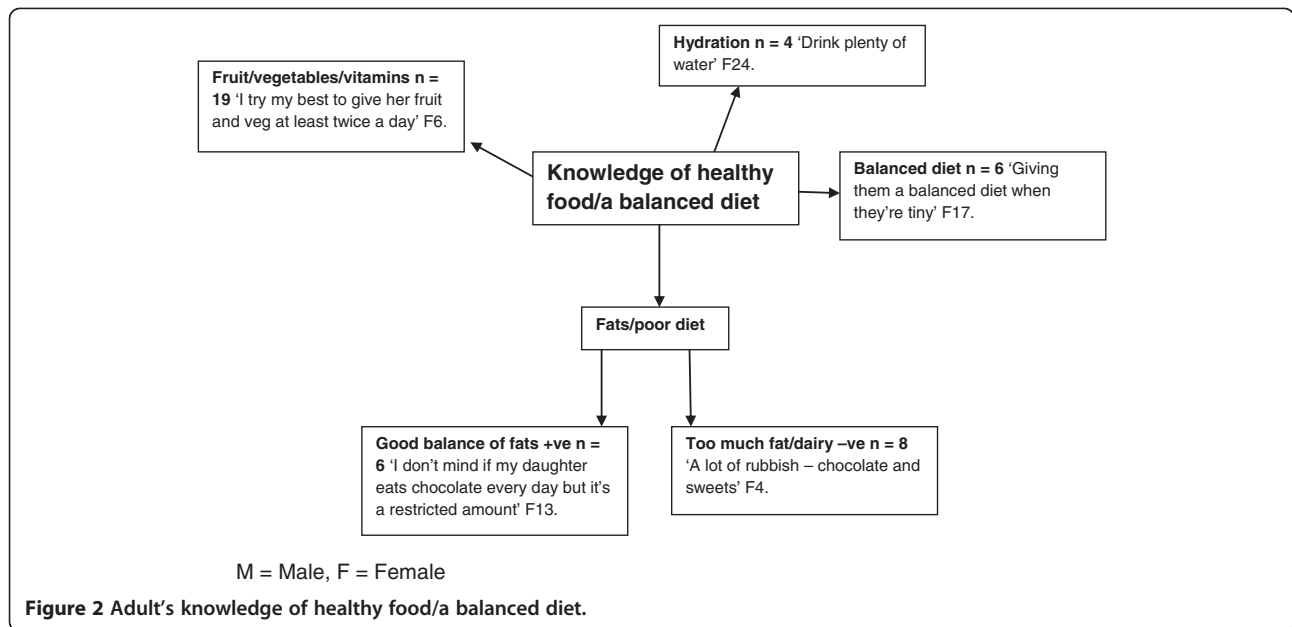 Hydration n = 4 ‘Drink plenty of
water’ F24.
Fruit/vegetables/vitamins n =
19 ‘I try my best to give her fruit
and veg at least twice a day’ F6.
Knowledge of healthy
food/a balanced diet
Balanced diet n = 6 ‘Giving
them a balanced diet when
they’re tiny’ F17.
Fats/poor diet
Good balance of fats +ve n =
6 ‘I don’t mind if my daughter
eats chocolate every day but it’s
a restricted amount’ F13.
Too much fat/dairy –ve n = 8
‘A lot of rubbish – chocolate and
sweets’ F4.
M = Male, F = Female
Figure 2 Adult’s knowledge of healthy food/a balanced diet.